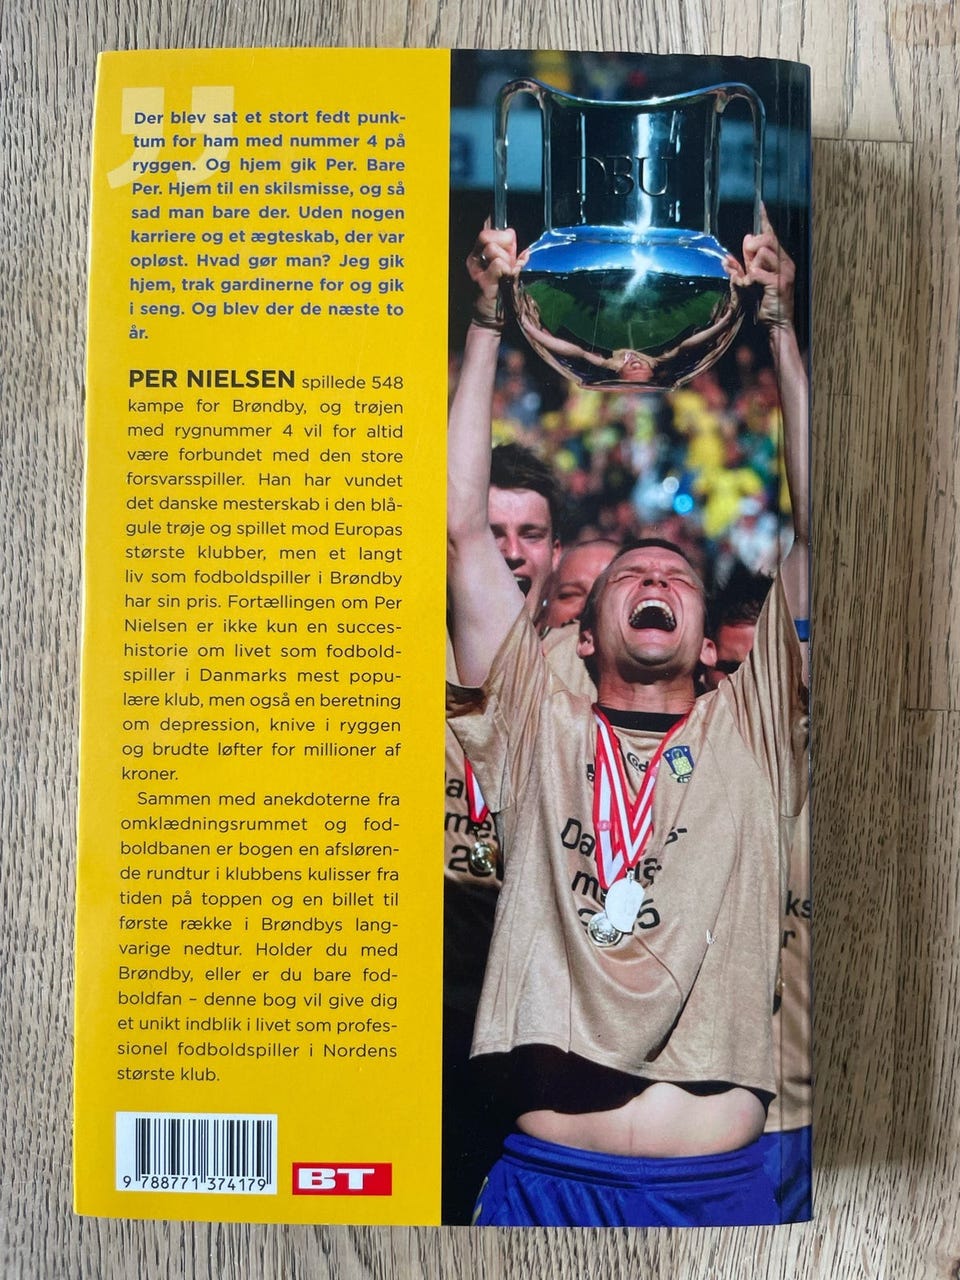 ”
Der blev sat et stort fedt punk-
tum for ham med nummer 4 på
ryggen. Og hjem gik Per. Bare
Per. Hjem til en skilsmisse, og så
sad man bare der. Uden nogen
karriere og et ægteskab, der var
opløst. Hvad gør man? Jeg gik
hjem, trak gardinerne for og gik
i seng. Og blev der de næste to
år.
PER NIELSEN spillede 548
kampe for Brøndby, og trøjen
med rygnummer 4 vil for altid
være forbundet med den store
forsvarsspiller. Han har vundet
det danske mesterskab i den blå-
gule trøje og spillet mod Europas
største klubber, men et langt
liv som fodboldspiller i Brøndby
har sin pris. Fortællingen om Per
Nielsen er ikke kun en succes-
historie om livet som fodbold-
spiller i Danmarks mest popu-
lære klub, men også en beretning
om depression, knive i ryggen
og brudte løfter for millioner af
kroner.
Sammen med anekdoterne fra
omklædningsrummet og fod-
boldbanen er bogen en afsløren-
de rundtur i klubbens kulisser fra
tiden på toppen og en billet til
første række i Brøndbys lang-
varige nedtur. Holder du med
Brøndby, eller er du bare fod-
boldfan – denne bog vil give dig
et unikt indblik i livet som profes-
sionel fodboldspiller i Nordens
største klub.
9 788771 374179
BT
DBU